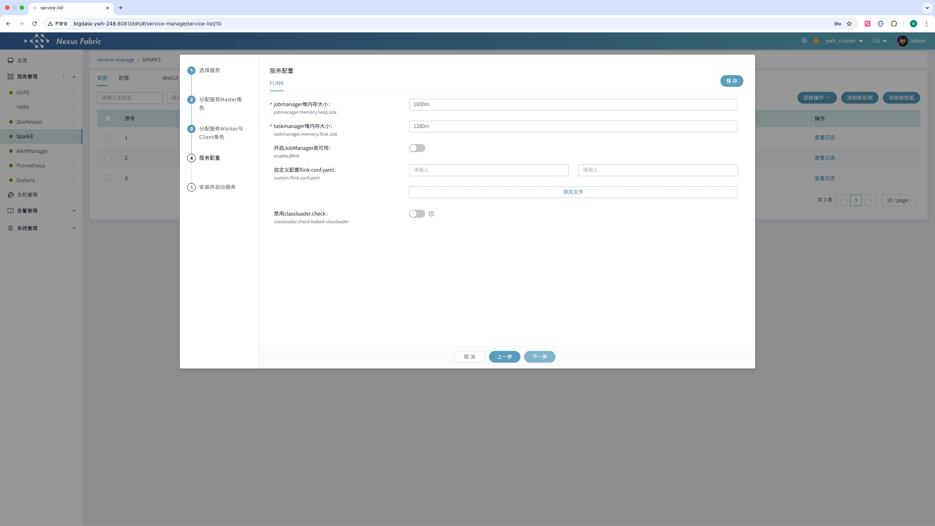 service-list
不安全
bigdata-ywh-248:8081/ddh/#/service-manage/service-list/10
Nexus Fabric
ywh_cluster
US
admin
总览
服务管理
HDFS
YARN
ZooKeeper
Spark3
AlertManager
Prometheus
Grafana
主机管理
告警管理
系统管理
service-manage / SPARK3
实例
配置
WebUI
请输入主机名
选择操作
添加新实例
添加角色组
序号
操作
1
查看日志
2
查看日志
3
查看日志
共 3 条
1
10 / page
1
选择服务
2
分配服务Master角
色
3
分配服务Worker与
Client角色
4
服务配置
5
安装并启动服务
服务配置
FLINK
保 存
* jobmanager堆内存大小:
jobmanager.memory.heap.size
1600m
* taskmanager堆内存大小:
taskmanager.memory.flink.size
1280m
开启JobManager高可用:
enableJMHA
自定义配置flink-conf.yaml:
custom.flink.conf.yaml
请输入
请输入
添加文件
禁用classloader.check:
classloader.check-leaked-classloader
取 消
上一步
下一步